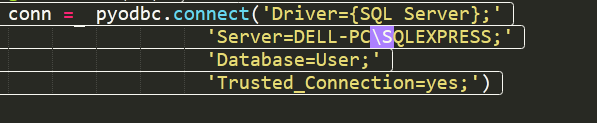 conn = pyodbc.connect('Driver={SQL Server};'
'Server=DELL-PC\SQLEXPRESS;'
'Database=User;'
'Trusted_Connection=yes;')